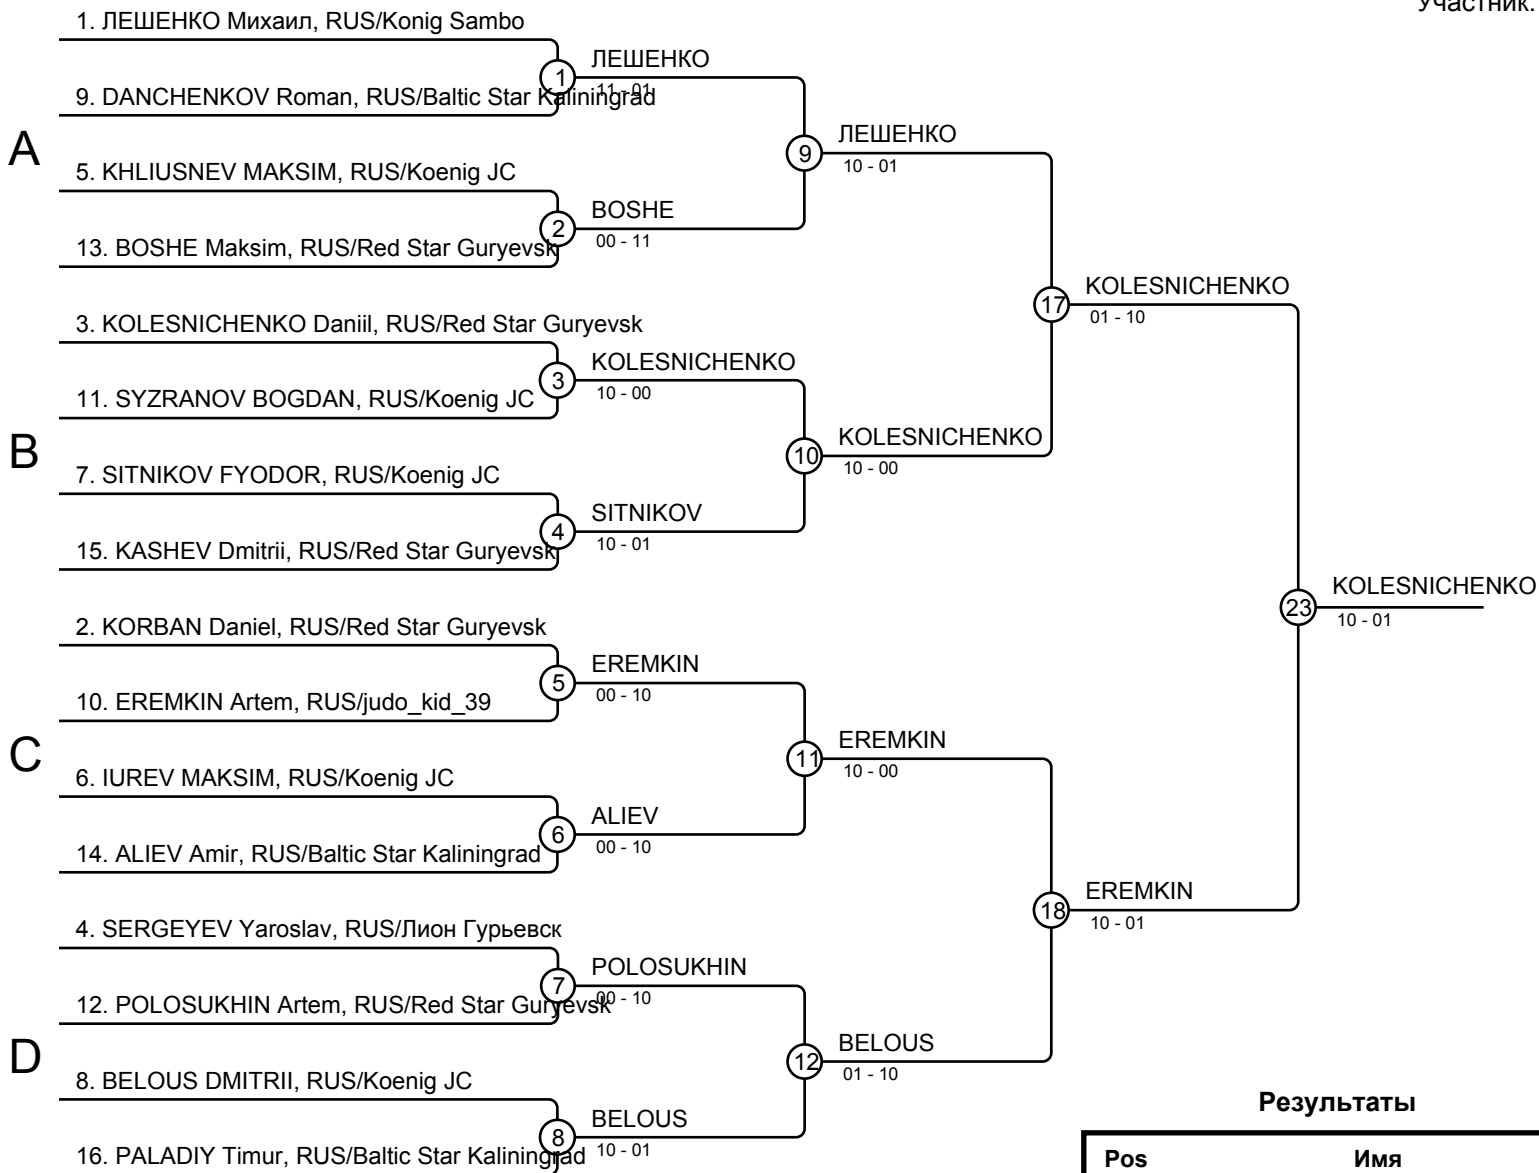 Участник:
1. ЛЕШЕНКО Михаил, RUS/Konig Sambo
ЛЕШЕНКО
1
11 - 01
9. DANCHENKOV Roman, RUS/Baltic Star Kaliningrad
ЛЕШЕНКО
9
10 - 01
A
5. KHLIUSNEV MAKSIM, RUS/Koenig JC
BOSHE
2
00 - 11
13. BOSHE Maksim, RUS/Red Star Guryevsk
KOLESNICHENKO
17
01 - 10
3. KOLESNICHENKO Daniil, RUS/Red Star Guryevsk
KOLESNICHENKO
3
10 - 00
11. SYZRANOV BOGDAN, RUS/Koenig JC
KOLESNICHENKO
10
10 - 00
B
7. SITNIKOV FYODOR, RUS/Koenig JC
SITNIKOV
4
10 - 01
15. KASHEV Dmitrii, RUS/Red Star Guryevsk
KOLESNICHENKO
23
10 - 01
2. KORBAN Daniel, RUS/Red Star Guryevsk
EREMKIN
5
00 - 10
10. EREMKIN Artem, RUS/judo_kid_39
EREMKIN
11
10 - 00
C
6. IUREV MAKSIM, RUS/Koenig JC
ALIEV
6
00 - 10
14. ALIEV Amir, RUS/Baltic Star Kaliningrad
EREMKIN
18
10 - 01
4. SERGEYEV Yaroslav, RUS/Лион Гурьевск
POLOSUKHIN
7
00 - 10
12. POLOSUKHIN Artem, RUS/Red Star Guryevsk
BELOUS
12
01 - 10
D
8. BELOUS DMITRII, RUS/Koenig JC
BELOUS
8
10 - 01
16. PALADIY Timur, RUS/Baltic Star Kaliningrad
Результаты
Pos Имя